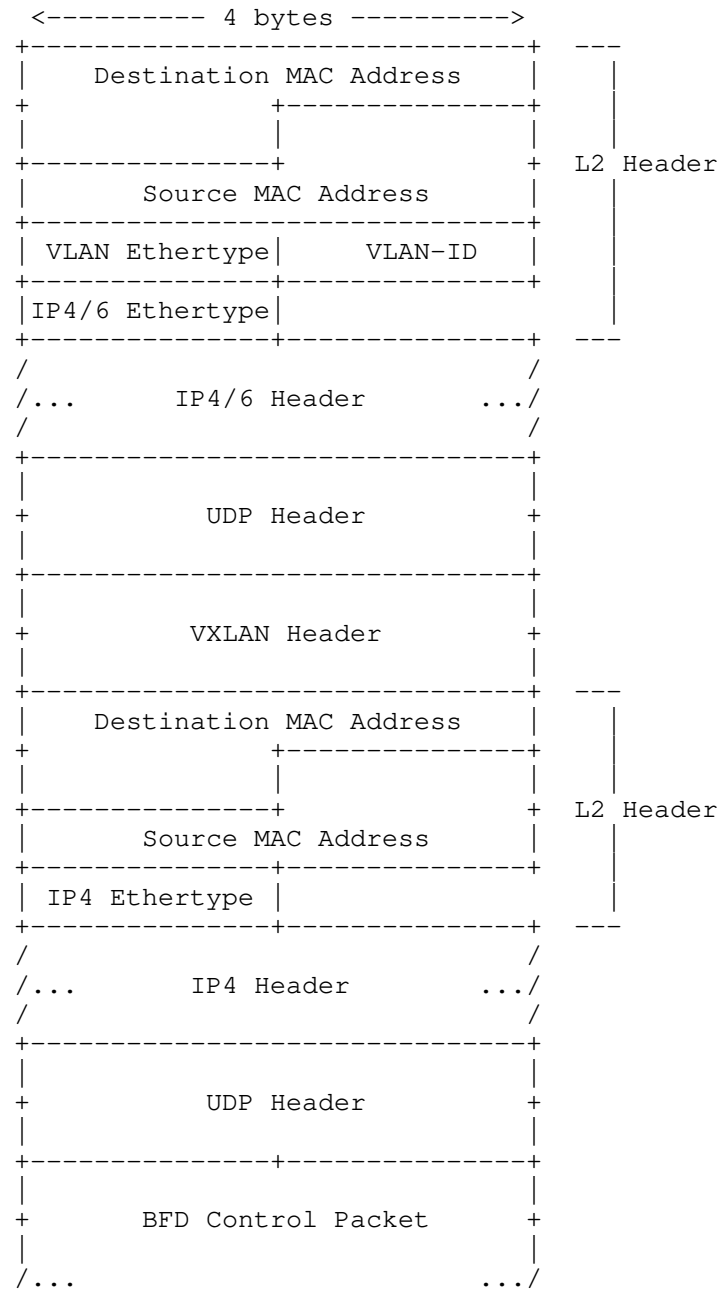 <---------- 4 bytes ---------->
Destination MAC Address
L2 Header
Source MAC Address
VLAN Ethertype VLAN-ID
IP4/6 Ethertype
/... IP4/6 Header .../
UDP Header
VXLAN Header
Destination MAC Address
L2 Header
Source MAC Address
IP4 Ethertype
/... IP4 Header .../
UDP Header
BFD Control Packet
/... .../